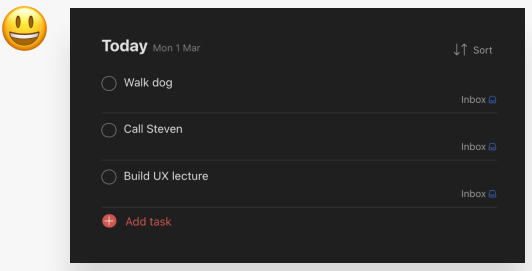 Today Mon 1 Mar
Sort
Walk dog
Inbox
Call Steven
Inbox
Build UX lecture
Inbox
Add task